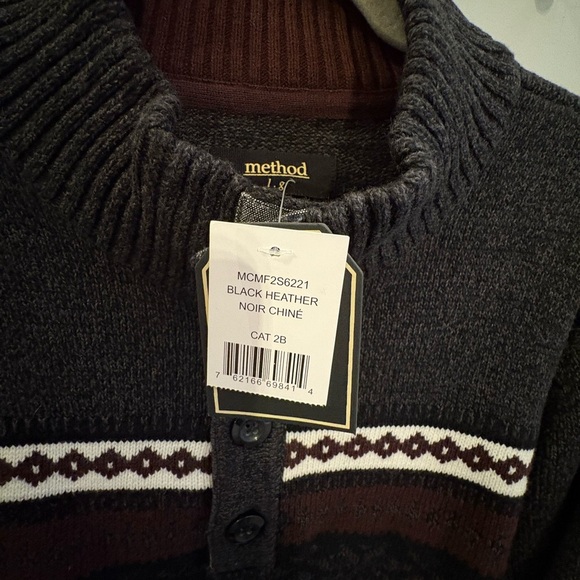 method
MCMF2S6221
BLACK HEATHER
NOIR CHINÉ
CAT 2B
7 62166 69841 4